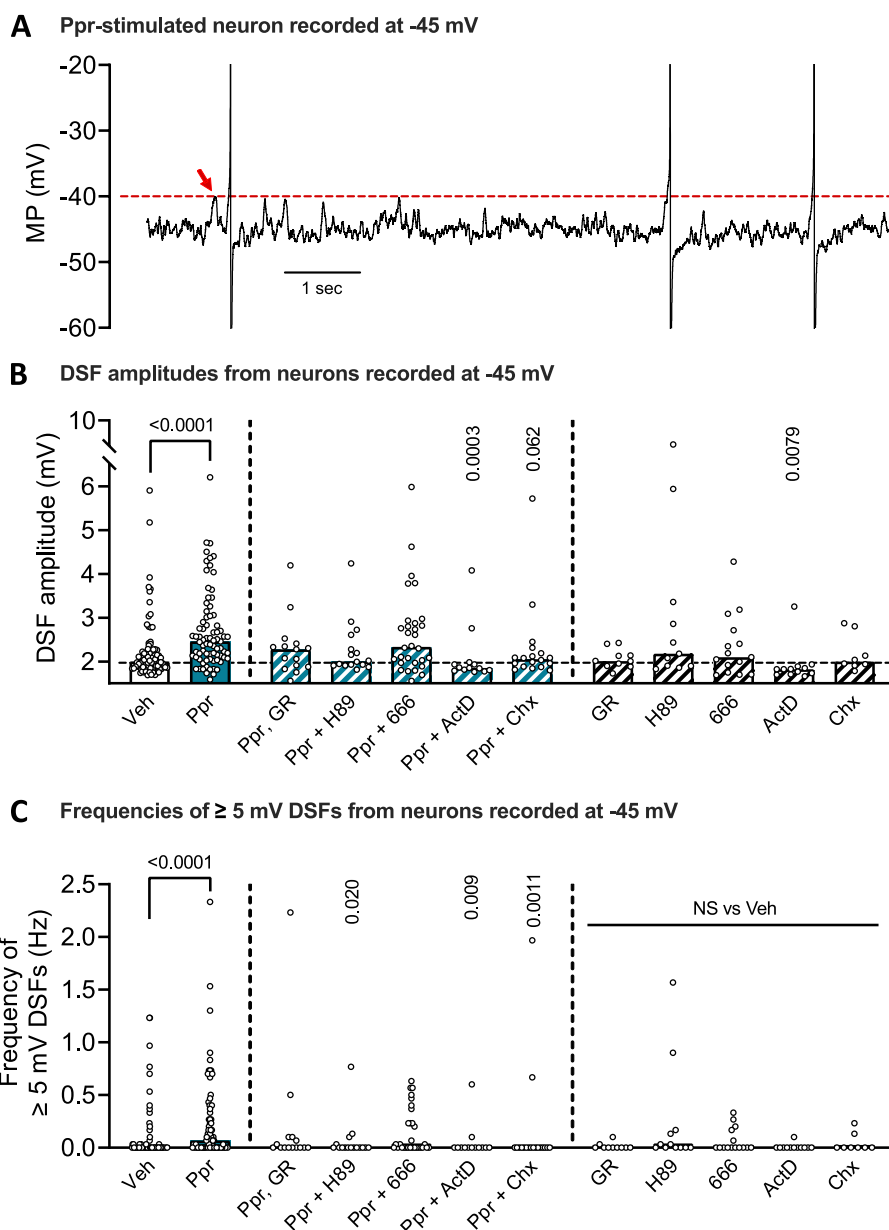 A Ppr-stimulated neuron recorded at -45 mV
-20
-30
-40
-50
-60
MP (mV)
1 sec
B DSF amplitudes from neurons recorded at -45 mV
10
6
5
4
3
2
DSF amplitude (mV)
<0.0001
0.0003
0.062
0.0079
Veh
Ppr
Ppr, GR
Ppr + H89
Ppr + 666
Ppr + ActD
Ppr + Chx
GR
H89
666
ActD
Chx
C Frequencies of ≥ 5 mV DSFs from neurons recorded at -45 mV
2.5
2.0
1.5
1.0
0.5
0.0
Frequency of
≥ 5 mV DSFs (Hz)
<0.0001
0.020
0.009
0.0011
NS vs Veh
Veh
Ppr
Ppr, GR
Ppr + H89
Ppr + 666
Ppr + ActD
Ppr + Chx
GR
H89
666
ActD
Chx